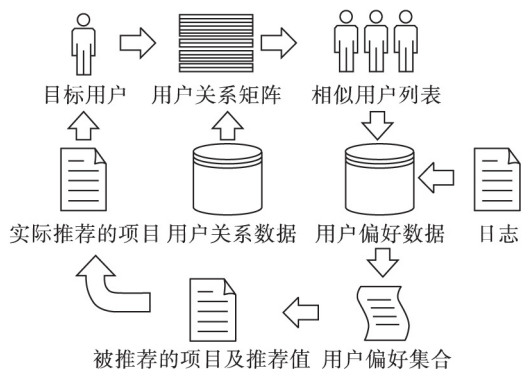 目标用户 用户关系矩阵 相似用户列表
实际推荐的项目 用户关系数据 用户偏好数据 日志
被推荐的项目及推荐值 用户偏好集合